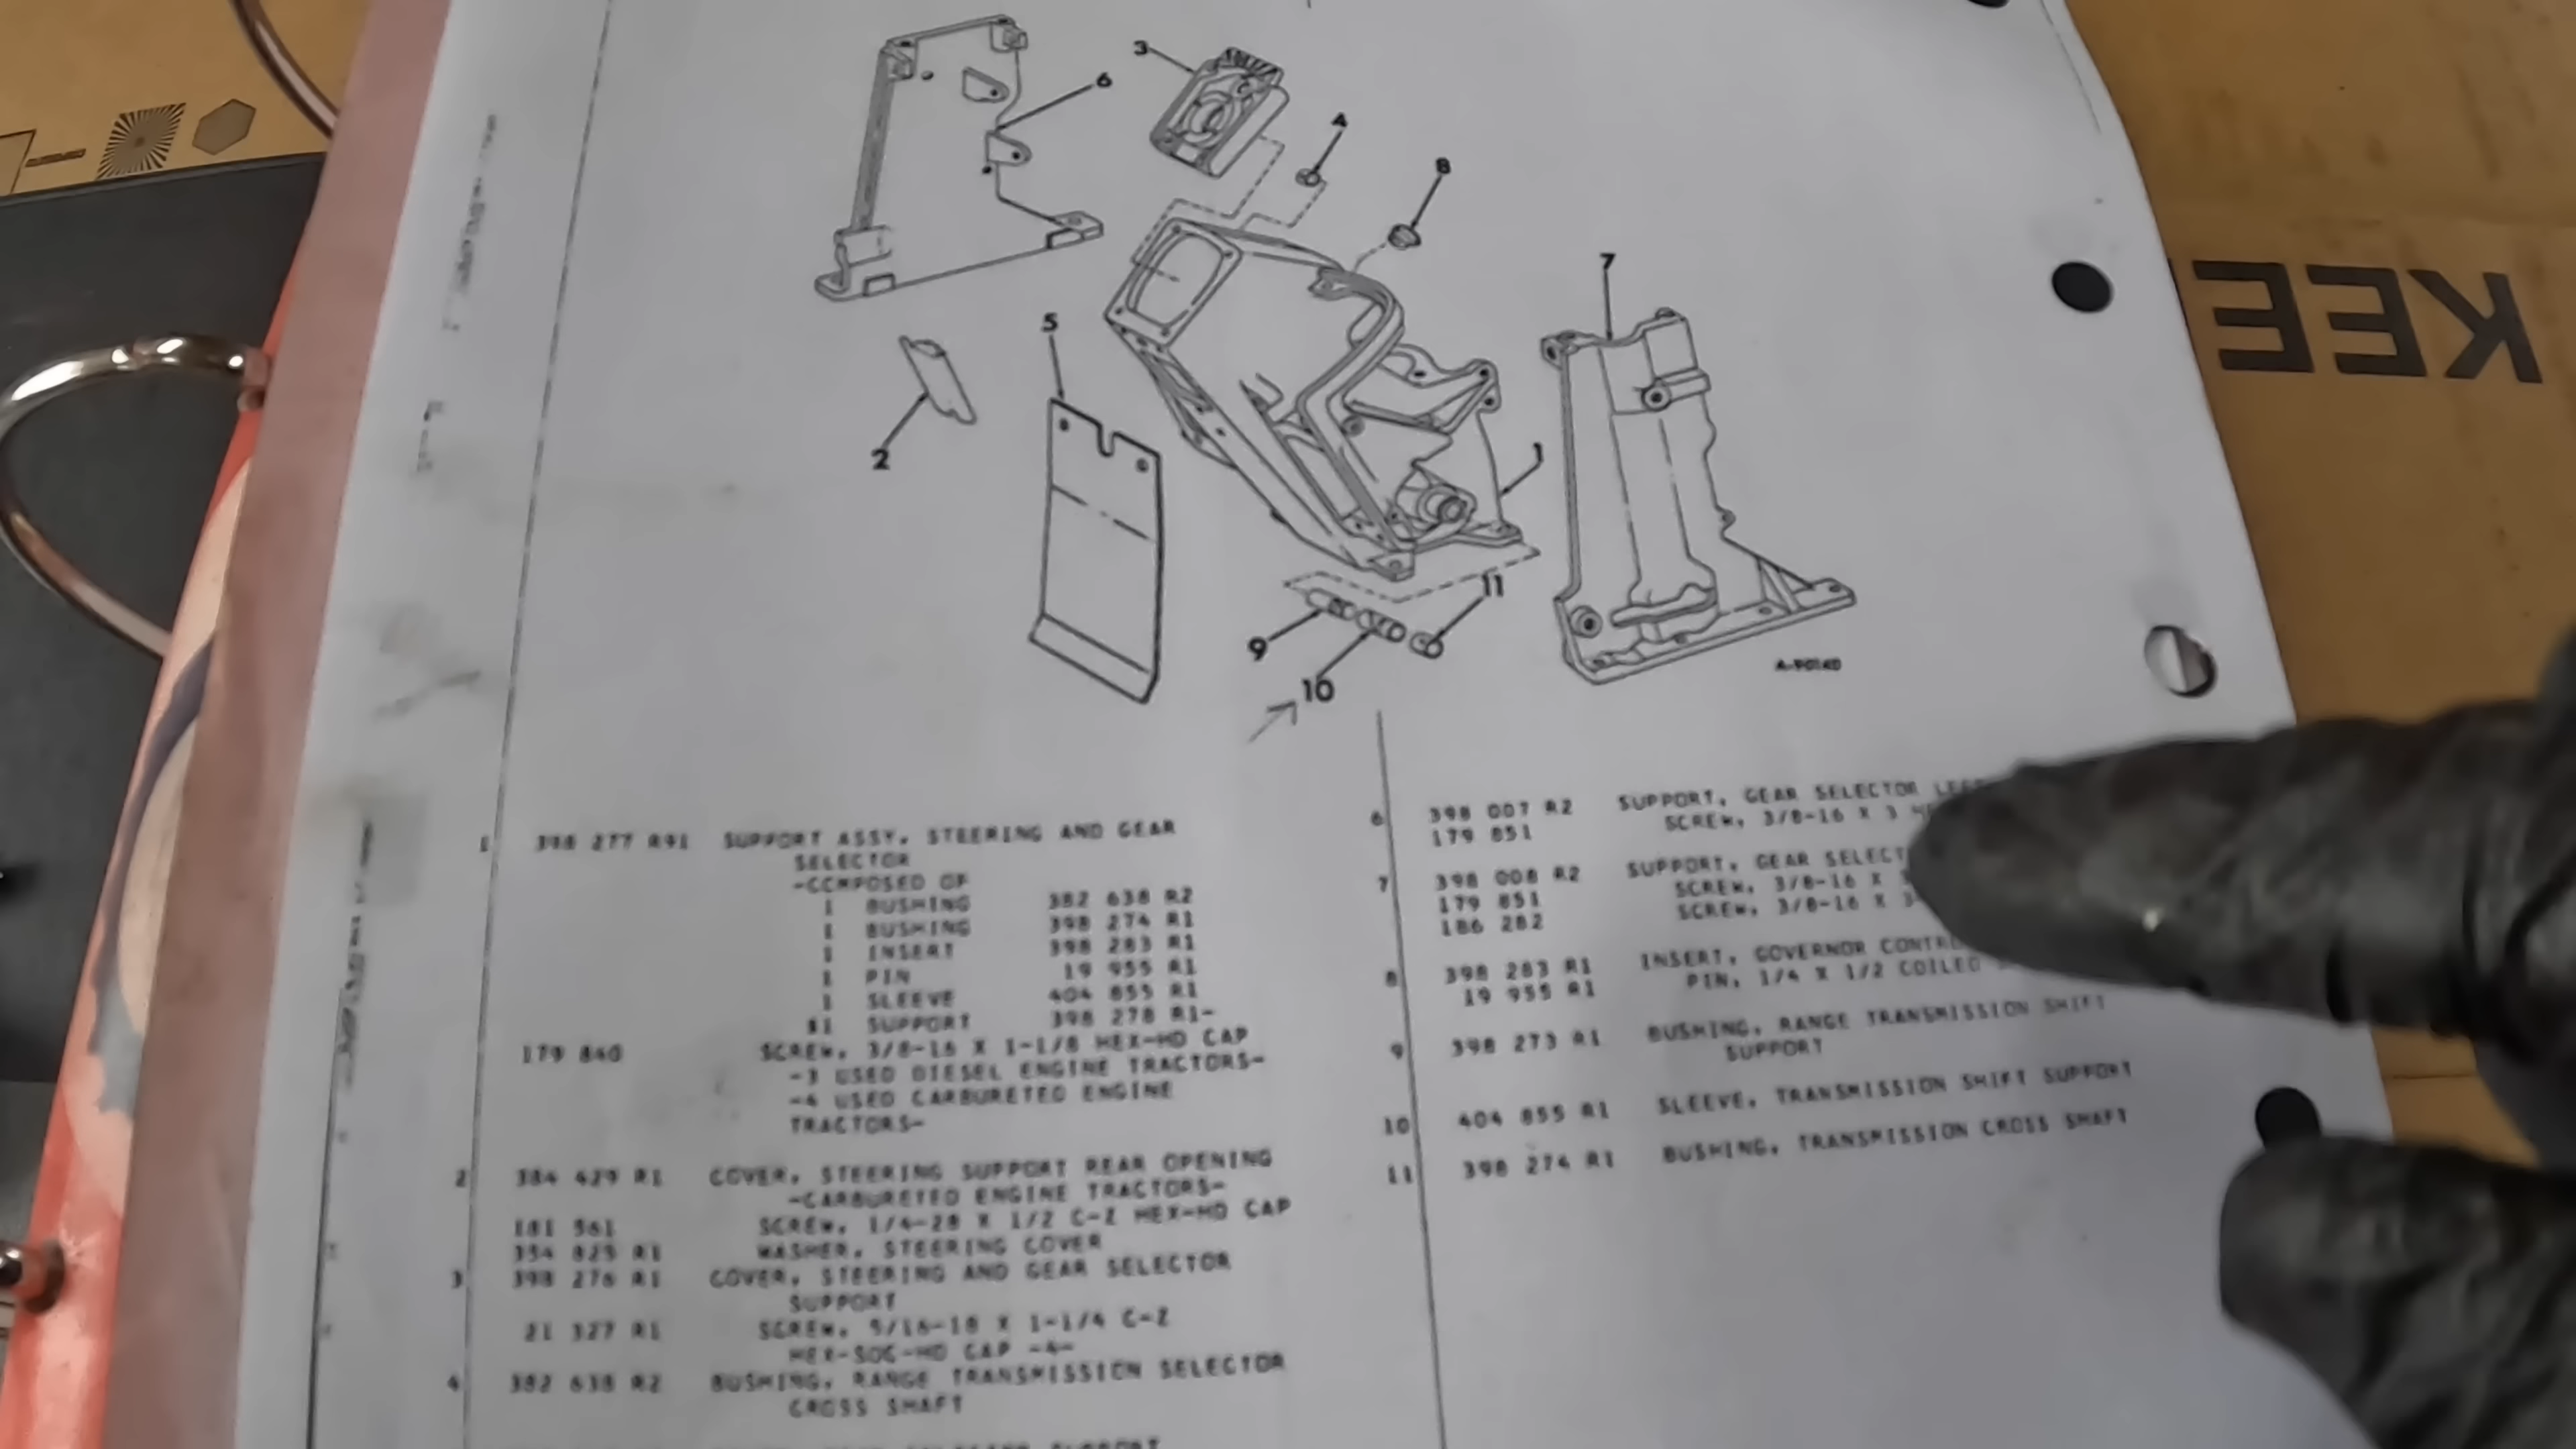 3
6
4
8
7
5
2
1
11
9
10
A-90140
KEE
1 398 277 R91 SUPPORT ASSY, STEERING AND GEAR
SELECTOR
-COMPOSED OF
1 BUSHING 382 638 R2
1 BUSHING 398 274 R1
1 INSERT 398 283 R1
1 PIN 19 955 R1
1 SLEEVE 404 855 R1
1 SUPPORT 398 278 R1-
179 840 SCREW, 3/8-16 X 1-1/8 HEX-HD CAP
-3 USED DIESEL ENGINE TRACTORS-
-4 USED CARBURETED ENGINE
TRACTORS-
2 384 429 R1 COVER, STEERING SUPPORT REAR OPENING
-CARBURETED ENGINE TRACTORS-
181 561 SCREW, 1/4-28 X 1/2 C-Z HEX-HD CAP
354 825 R1 WASHER, STEERING COVER
3 398 276 R1 COVER, STEERING AND GEAR SELECTOR
SUPPORT
21 327 R1 SCREW, 5/16-18 X 1-1/4 C-Z
HEX-SOC-HD CAP -4-
4 382 638 R2 BUSHING, RANGE TRANSMISSION SELECTOR
CROSS SHAFT
SUPPORT
6 398 007 R2 SUPPORT, GEAR SELECTOR
179 851 SCREW, 3/8-16 X 3
7 398 008 R2 SUPPORT, GEAR
179 851 SCREW, 3/8-16 X
186 282 SCREW, 3/8-16 X
8 398 283 R1 INSERT, GOVERNOR
19 955 R1 PIN, 1/4 X 1/2 COILED
9 398 273 R1 BUSHING, RANGE TRANSMISSION SHIFT
SUPPORT
10 404 855 R1 SLEEVE, TRANSMISSION SHIFT SUPPORT
11 398 274 R1 BUSHING, TRANSMISSION CROSS SHAFT